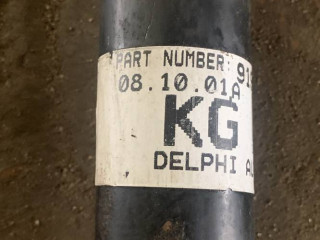 PART NUMBER: 91
08.10.01A
KG
DELPHI A